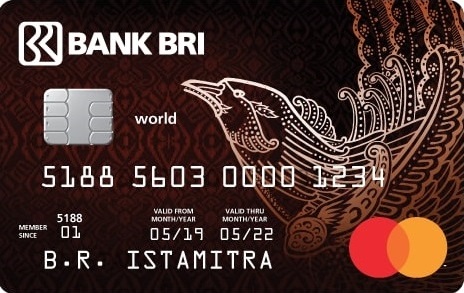 BANK BRI
world
5188 5603 0000 1234
5188
MEMBER SINCE 01
VALID FROM MONTH/YEAR 05/19
VALID THRU MONTH/YEAR 05/22
B.R. ISTAMITRA